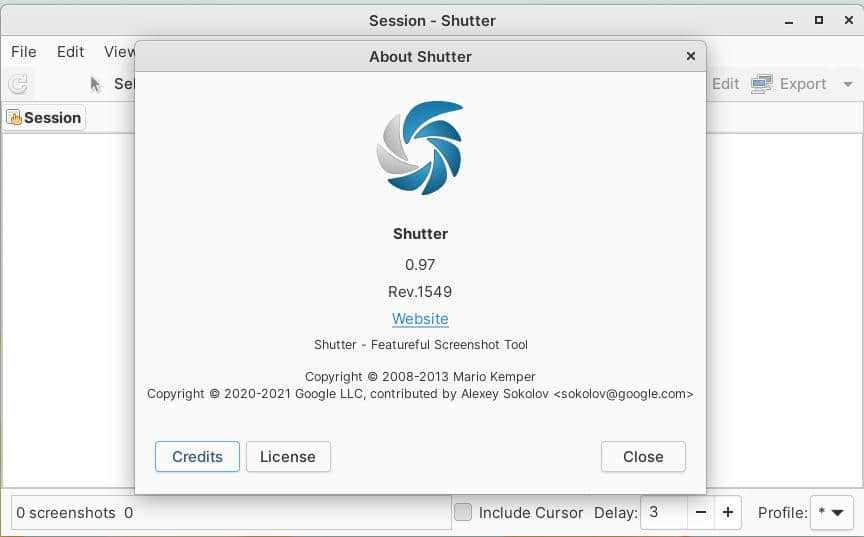 Session - Shutter
File Edit View
About Shutter
Sel
Edit Export
Session
Shutter
0.97
Rev.1549
Website
Shutter - Featureful Screenshot Tool
Copyright © 2008-2013 Mario Kemper
Copyright © 2020-2021 Google LLC, contributed by Alexey Sokolov <sokolov@google.com>
Credits License Close
0 screenshots 0 Include Cursor Delay: 3 − + Profile: *